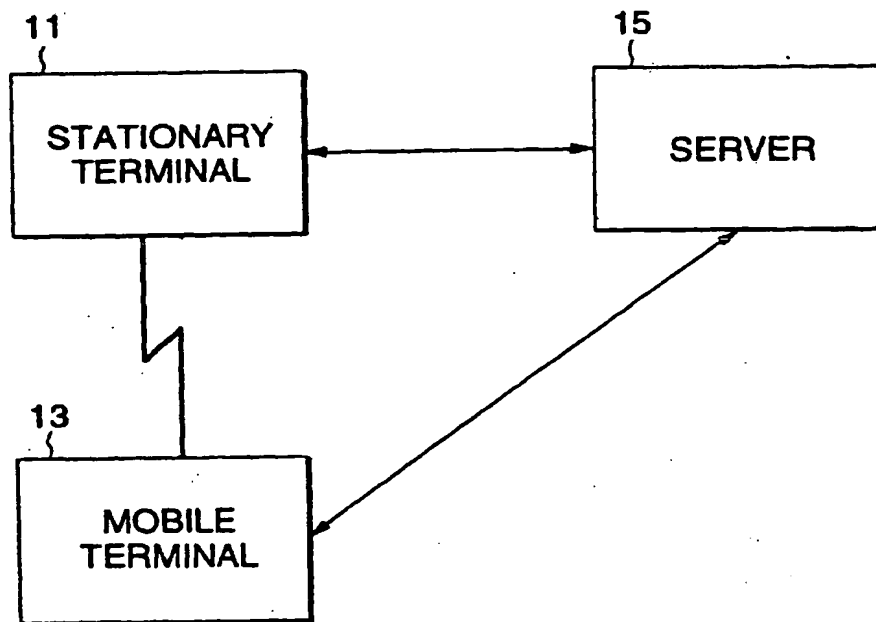 11
STATIONARY
TERMINAL
15
SERVER
13
MOBILE
TERMINAL